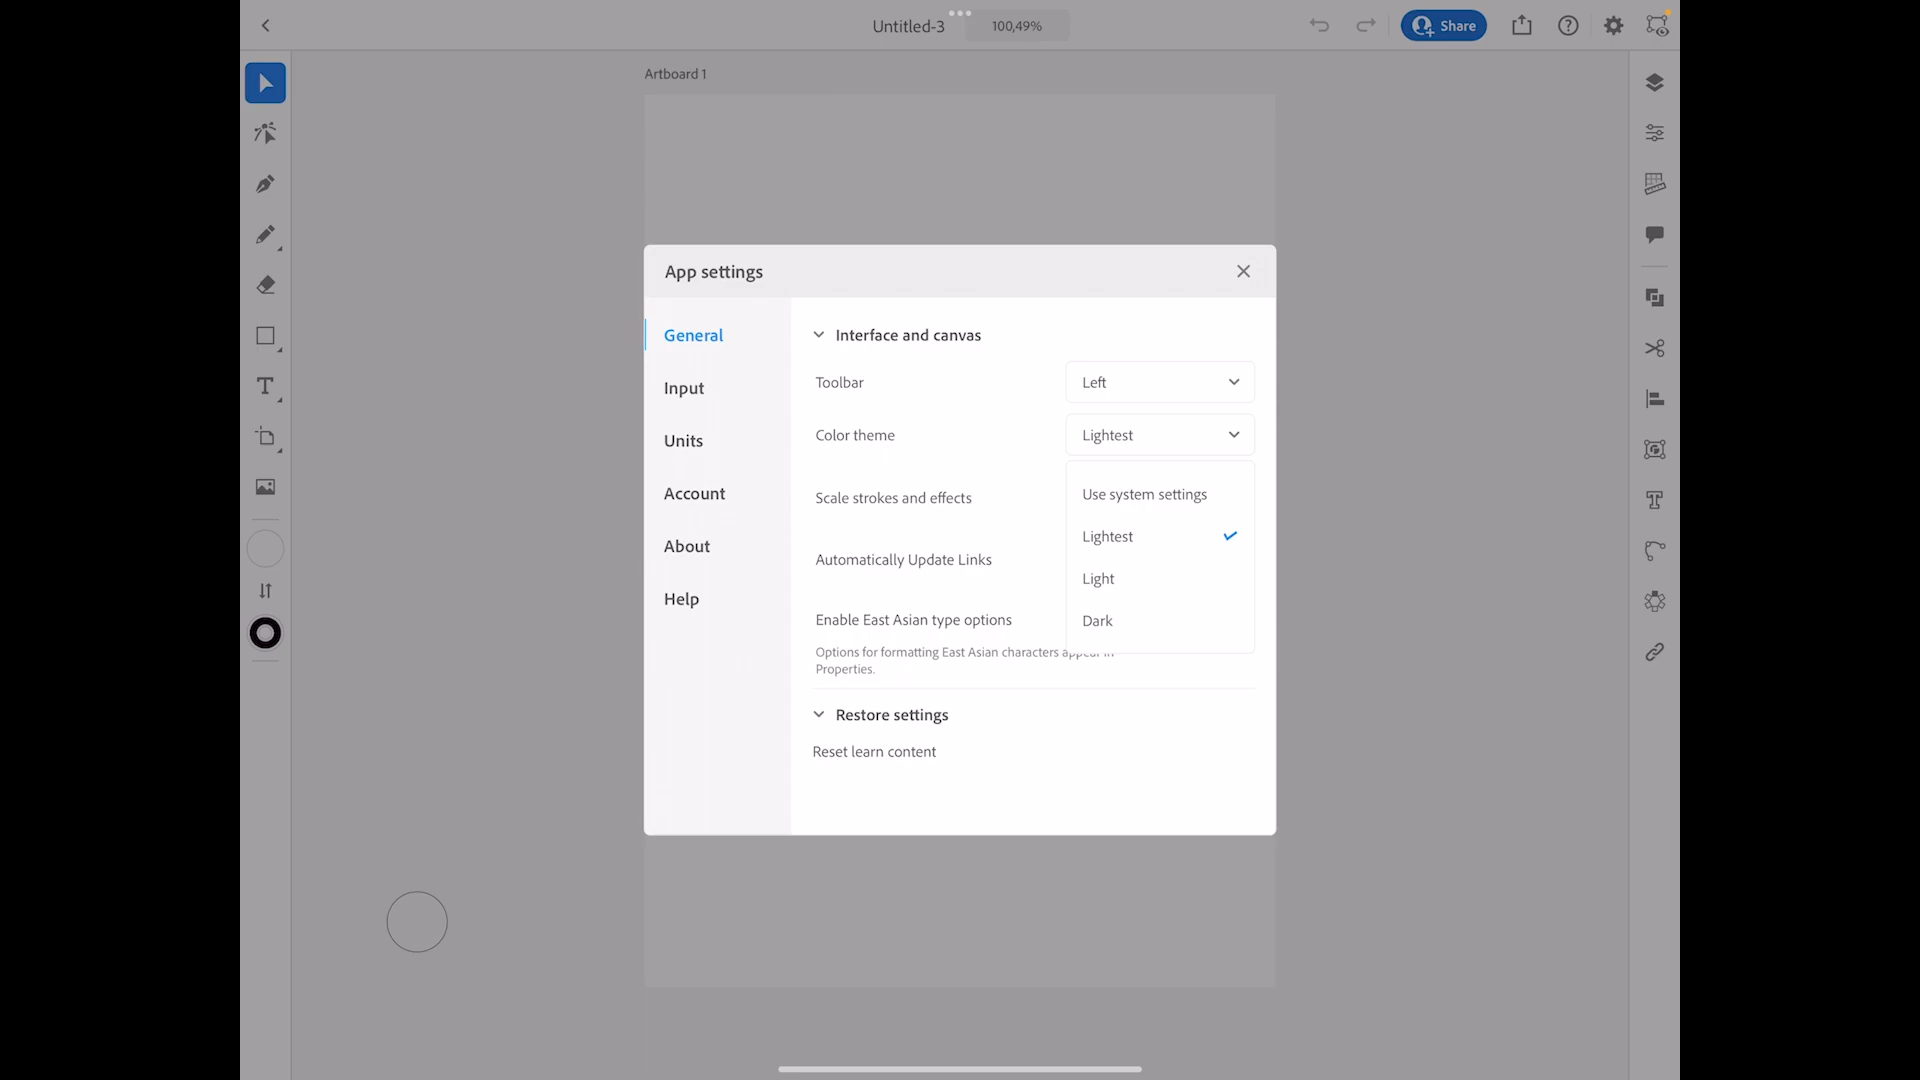 Untitled-3
100,49%
Share
Artboard 1
App settings
General
Input
Units
Account
About
Help
Interface and canvas
Toolbar
Left
Color theme
Lightest
Use system settings
Lightest
Light
Dark
Scale strokes and effects
Automatically Update Links
Enable East Asian type options
Options for formatting East Asian characters appear in
Properties.
Restore settings
Reset learn content